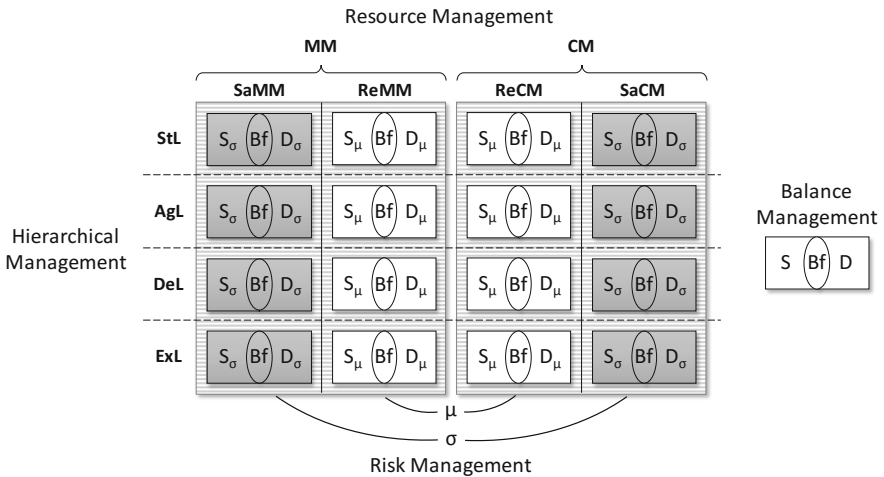 Resource Management
MM CM
SaMM ReMM ReCM SaCM
StL Sσ Bf Dσ Sμ Bf Dμ Sμ Bf Dμ Sσ Bf Dσ
AgL Sσ Bf Dσ Sμ Bf Dμ Sμ Bf Dμ Sσ Bf Dσ
DeL Sσ Bf Dσ Sμ Bf Dμ Sμ Bf Dμ Sσ Bf Dσ
ExL Sσ Bf Dσ Sμ Bf Dμ Sμ Bf Dμ Sσ Bf Dσ
Hierarchical
Management
Balance
Management
S Bf D
μ
σ
Risk Management